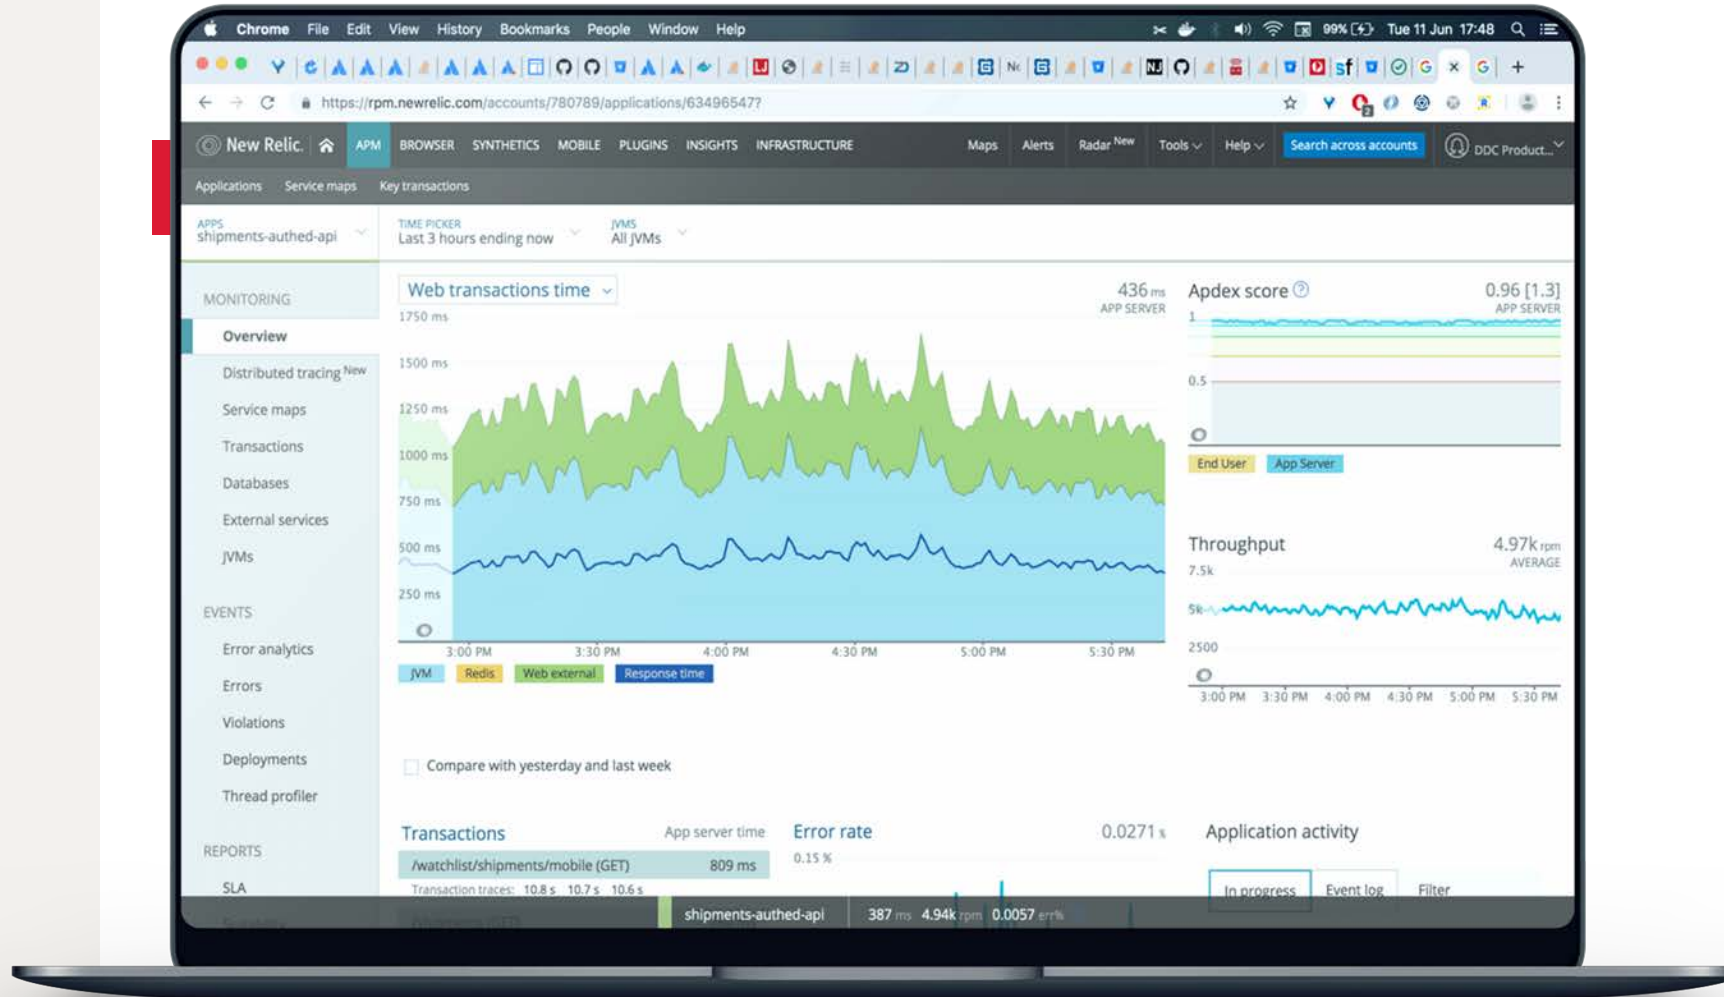 Chrome File Edit View History Bookmarks People Window Help 99% Tue 11 Jun 17:48
https://rpm.newrelic.com/accounts/780789/applications/63496547?
New Relic. APM BROWSER SYNTHETICS MOBILE PLUGINS INSIGHTS INFRASTRUCTURE Maps Alerts Radar New Tools Help Search across accounts DDC Product...
Applications Service maps Key transactions
APPS
shipments-authed-api
TIME PICKER
Last 3 hours ending now
JVMS
All JVMs
MONITORING
Overview
Distributed tracing New
Service maps
Transactions
Databases
External services
JVMs
EVENTS
Error analytics
Errors
Violations
Deployments
Thread profiler
REPORTS
SLA
Web transactions time
436 ms
APP SERVER
1750 ms
1500 ms
1250 ms
1000 ms
750 ms
500 ms
250 ms
3:00 PM 3:30 PM 4:00 PM 4:30 PM 5:00 PM 5:30 PM
JVM Redis Web external Response time
Compare with yesterday and last week
Apdex score ?
0.96 [1.3]
APP SERVER
1
0.5
End User App Server
Throughput
4.97k rpm
AVERAGE
7.5k
5k
2500
3:00 PM 3:30 PM 4:00 PM 4:30 PM 5:00 PM 5:30 PM
Transactions App server time
/watchlist/shipments/mobile (GET) 809 ms
Transaction traces: 10.8 s 10.7 s 10.6 s
Error rate 0.0271 %
0.15 %
Application activity
In progress Event log Filter
shipments-authed-api 387 ms 4.94k rpm 0.0057 err%